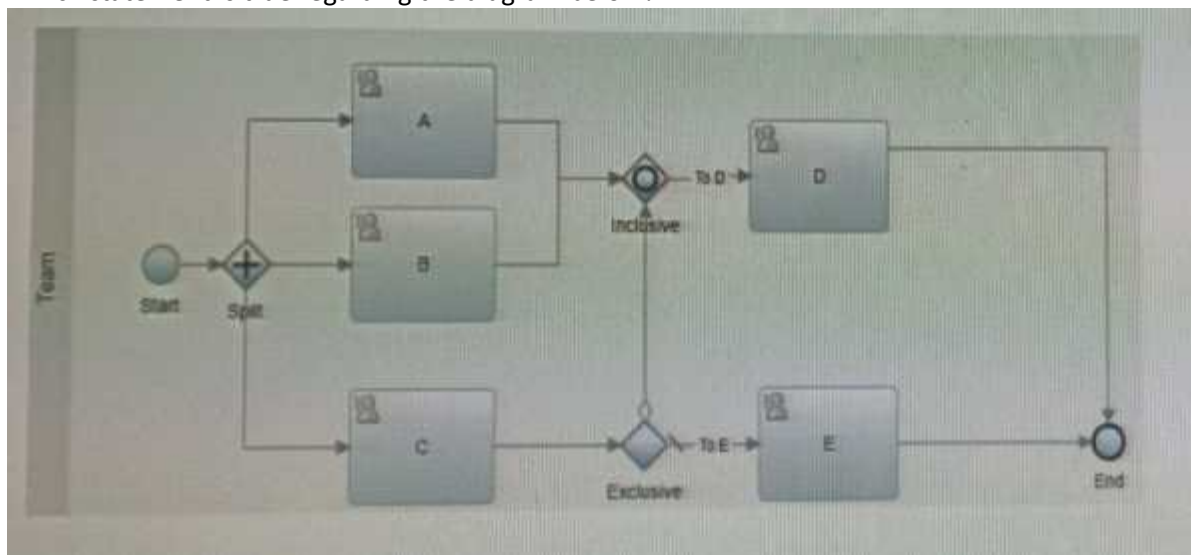 Team
Start
Split
A
B
C
Inclusive
To D
D
Exclusive
To E
E
End